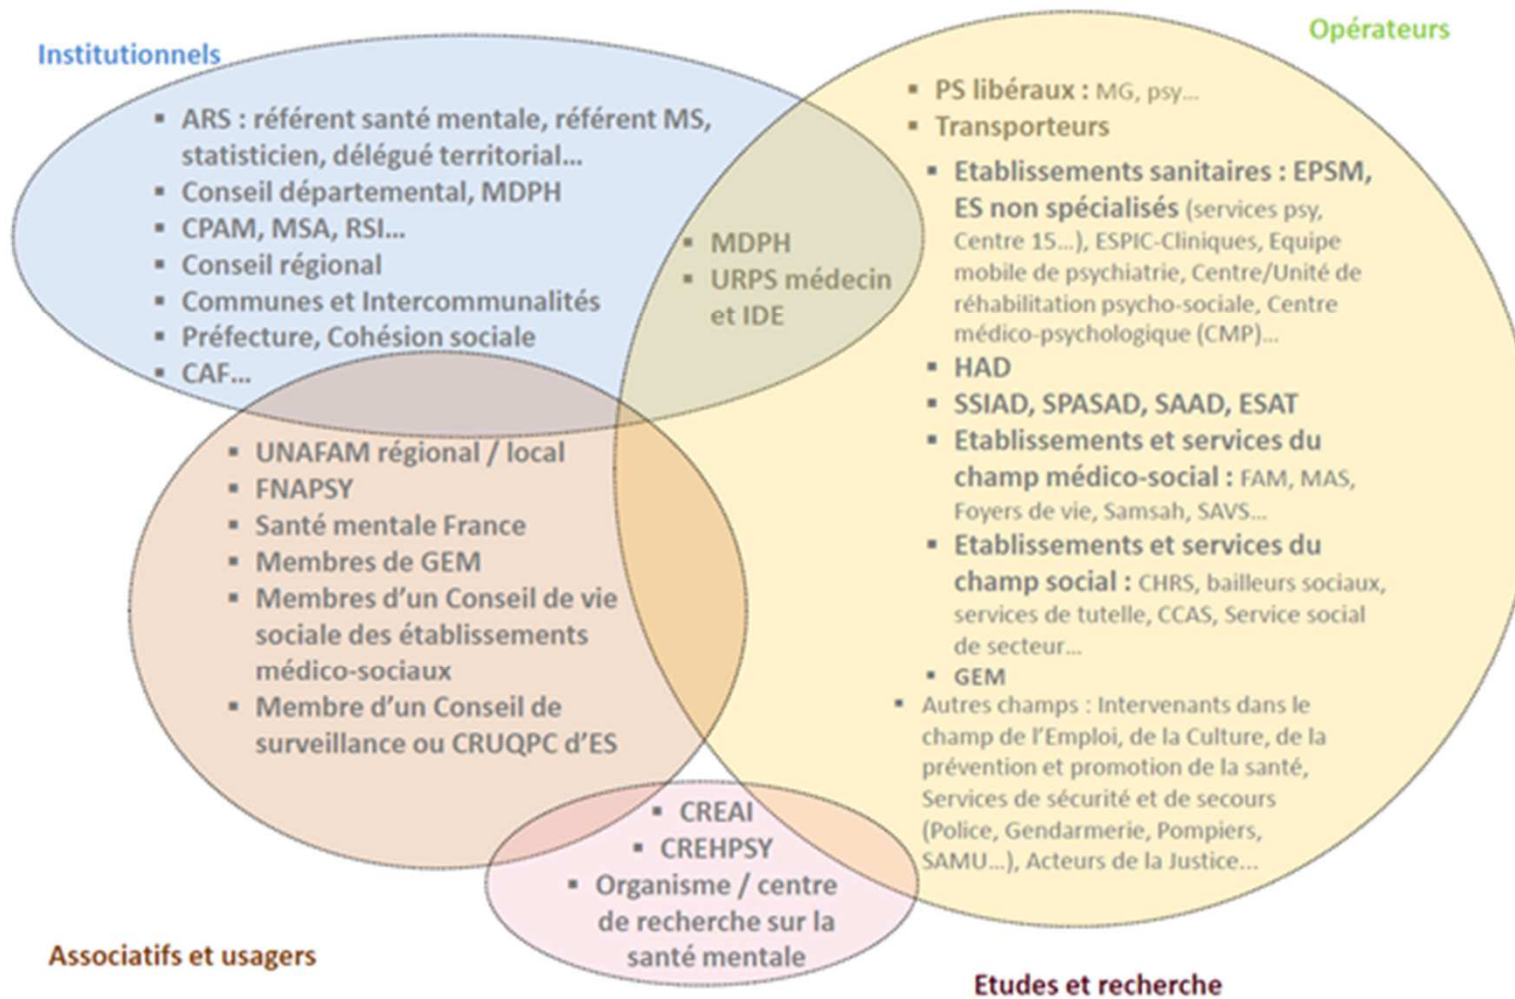 Institutionnels
▪ ARS : référent santé mentale, référent MS,
statisticien, délégué territorial...
▪ Conseil départemental, MDPH
▪ CPAM, MSA, RSI...
▪ Conseil régional
▪ Communes et Intercommunalités
▪ Préfecture, Cohésion sociale
▪ CAF...
▪ MDPH
▪ URPS médecin
et IDE
Opérateurs
▪ PS libéraux : MG, psy...
▪ Transporteurs
▪ Etablissements sanitaires : EPSM,
ES non spécialisés (services psy,
Centre 15...), ESPIC-Cliniques, Equipe
mobile de psychiatrie, Centre/Unité de
réhabilitation psycho-sociale, Centre
médico-psychologique (CMP)...
▪ HAD
▪ SSIAD, SPASAD, SAAD, ESAT
▪ Etablissements et services du
champ médico-social : FAM, MAS,
Foyers de vie, Samsah, SAVS...
▪ Etablissements et services du
champ social : CHRS, bailleurs sociaux,
services de tutelle, CCAS, Service social
de secteur...
▪ GEM
▪ Autres champs : Intervenants dans le
champ de l'Emploi, de la Culture, de la
prévention et promotion de la santé,
Services de sécurité et de secours
(Police, Gendarmerie, Pompiers,
SAMU...), Acteurs de la Justice...
▪ UNAFAM régional / local
▪ FNAPSY
▪ Santé mentale France
▪ Membres de GEM
▪ Membres d'un Conseil de vie
sociale des établissements
médico-sociaux
▪ Membre d'un Conseil de
surveillance ou CRUQPC d'ES
Associatifs et usagers
▪ CREAI
▪ CREHPSY
▪ Organisme / centre
de recherche sur la
santé mentale
Etudes et recherche